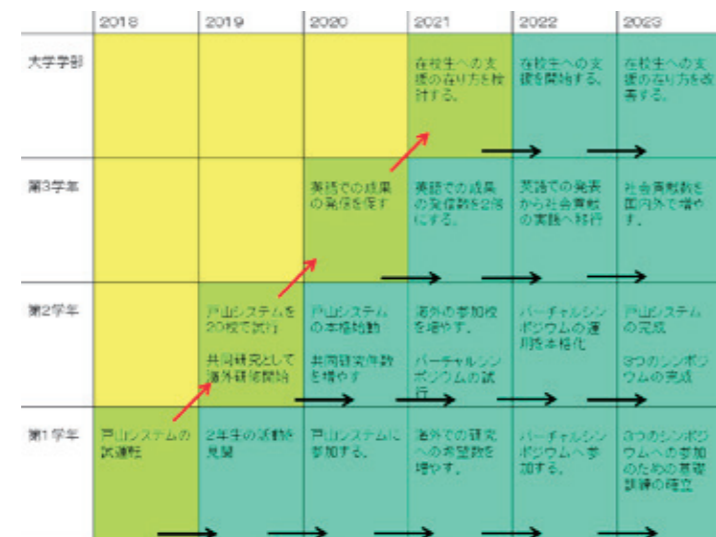 2018 2019 2020 2021 2022 2023
大学学部
在校生への支
援の在り方を検
討する。
在校生への支
援を開始する。
在校生への支
援の在り方を改
善する。
第3学年
英語での成果
の発信を促す
英語での成果
の発信数を2倍
にする。
英語での発表
から社会貢献
の実践へ移行
社会貢献数を
国内外で増や
す。
第2学年
戸山システムを
20校で試行
共同研究として
海外研修開始
戸山システム
の本格始動
共同研究件数
を増やす
海外の参加校
を増やす。
バーチャルシン
ポジウムの試
行
バーチャルシン
ポジウムの運
用を本格化
戸山システム
の完成
3つのシンポジ
ウムの完成
第1学年
戸山システムの
試運転
2年生の活動を
見聞
戸山システムに
参加する。
海外での研究
への希望数を
増やす。
バーチャルシン
ポジウムへ参
加する。
3つのシンポジ
ウムへの参加
のための基礎
訓練の確立